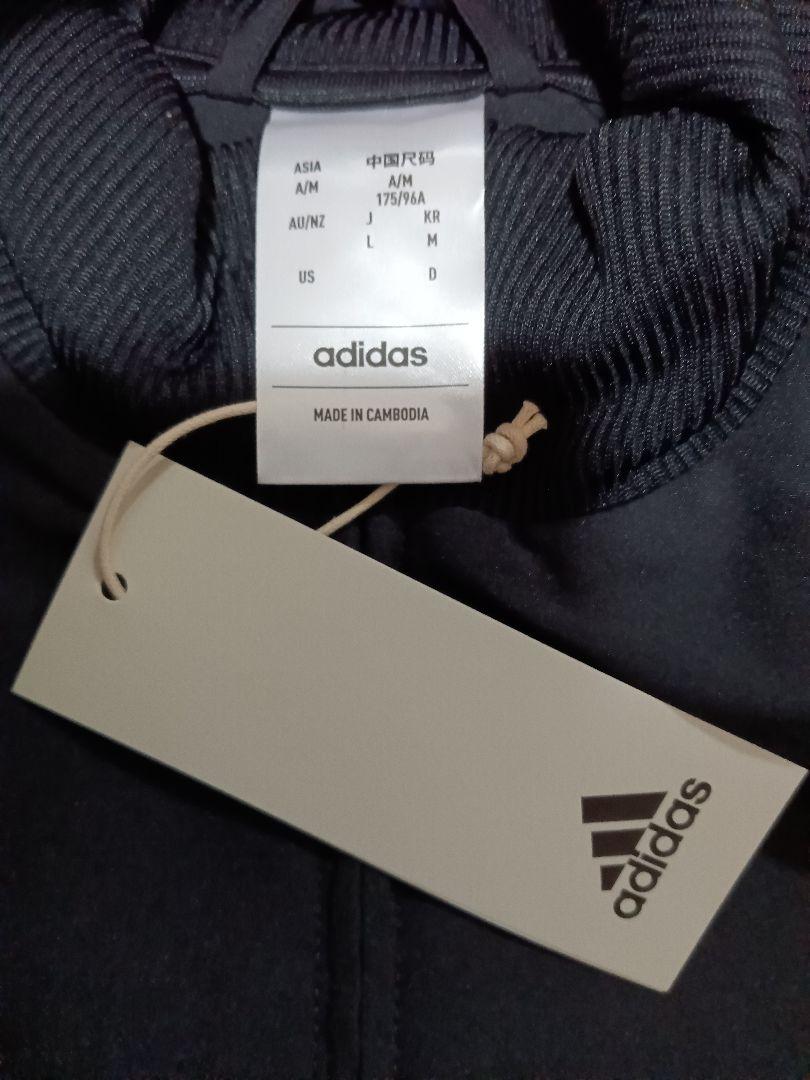 ASIA 中国尺码
A/M A/M
175/96A
AU/NZ J KR
L M
US D
adidas
MADE IN CAMBODIA
adidas